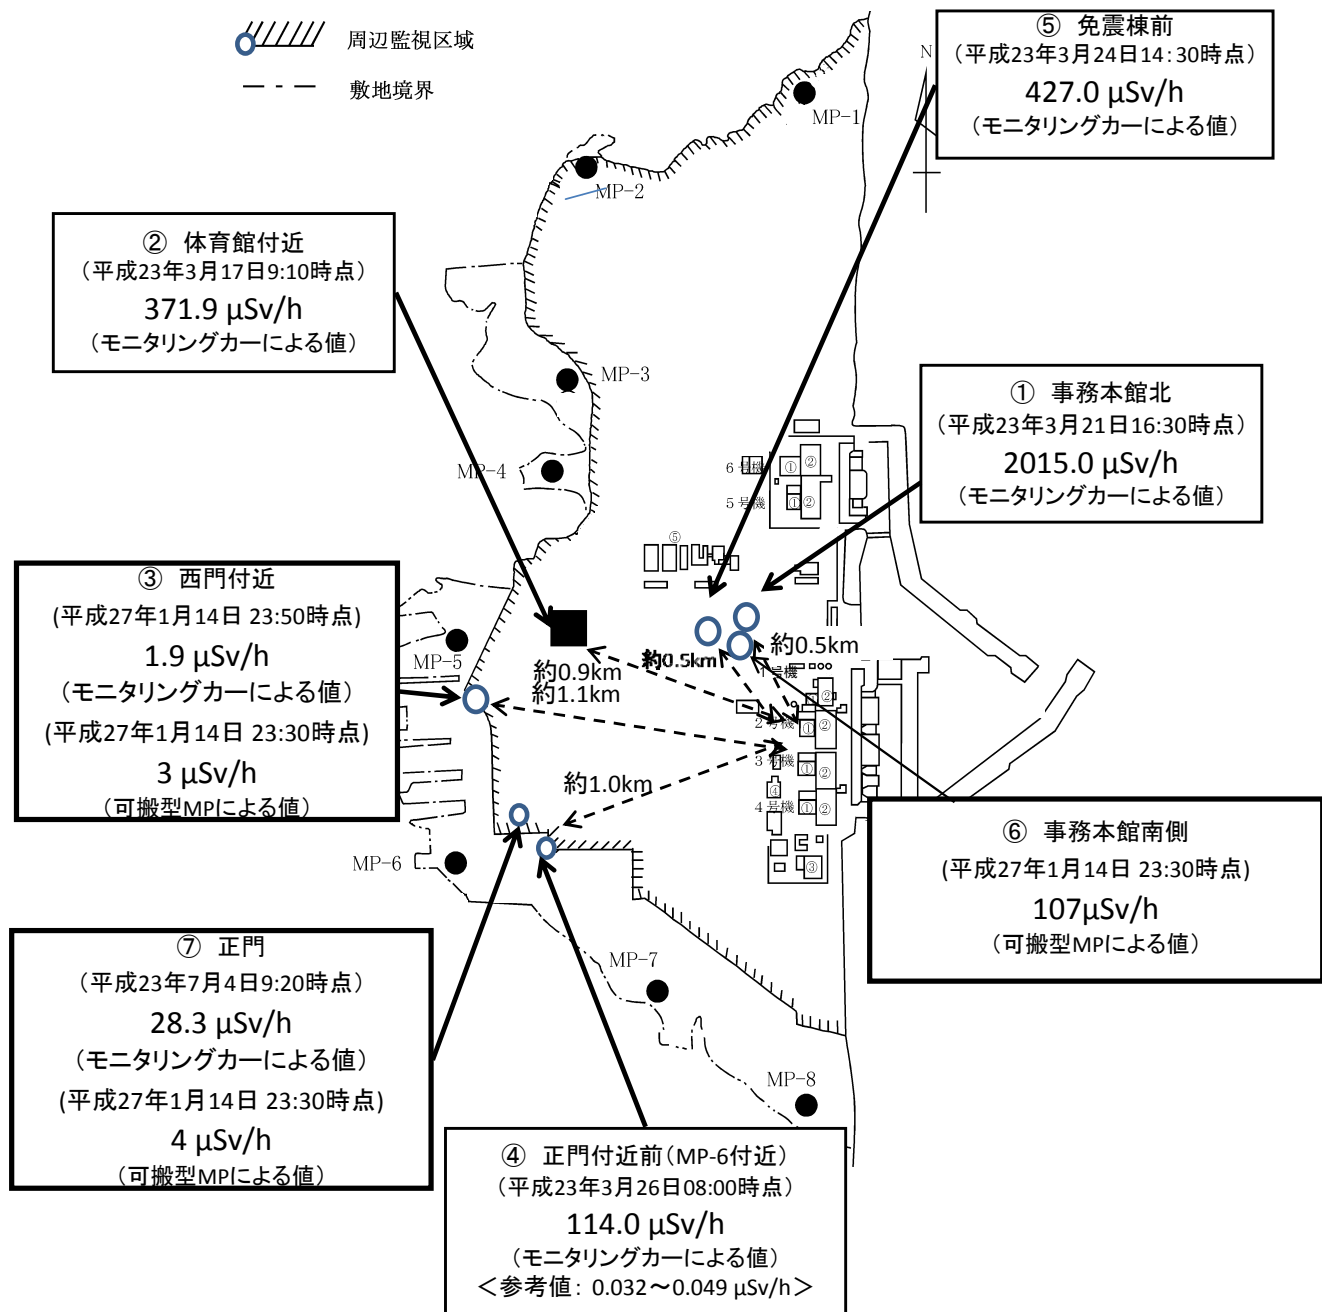 周辺監視区域
敷地境界
⑤ 免震棟前
(平成23年3月24日14:30時点)
427.0 μSv/h
(モニタリングカーによる値)
N
MP-1
MP-2
② 体育館付近
(平成23年3月17日9:10時点)
371.9 μSv/h
(モニタリングカーによる値)
MP-3
① 事務本館北
(平成23年3月21日16:30時点)
2015.0 μSv/h
(モニタリングカーによる値)
MP-4
6号機
① ②
5号機
① ②
⑤
③ 西門付近
(平成27年1月14日 23:50時点)
1.9 μSv/h
(モニタリングカーによる値)
(平成27年1月14日 23:30時点)
3 μSv/h
(可搬型MPによる値)
MP-5
約0.5km
約0.5km
約0.9km
約1.1km
1号機
②
2号機
① ②
3号機
① ②
④
4号機
① ②
③
約1.0km
MP-6
⑥ 事務本館南側
(平成27年1月14日 23:30時点)
107μSv/h
(可搬型MPによる値)
⑦ 正門
(平成23年7月4日9:20時点)
28.3 μSv/h
(モニタリングカーによる値)
(平成27年1月14日 23:30時点)
4 μSv/h
(可搬型MPによる値)
MP-7
MP-8
④ 正門付近前(MP-6付近)
(平成23年3月26日08:00時点)
114.0 μSv/h
(モニタリングカーによる値)
<参考値: 0.032～0.049 μSv/h>